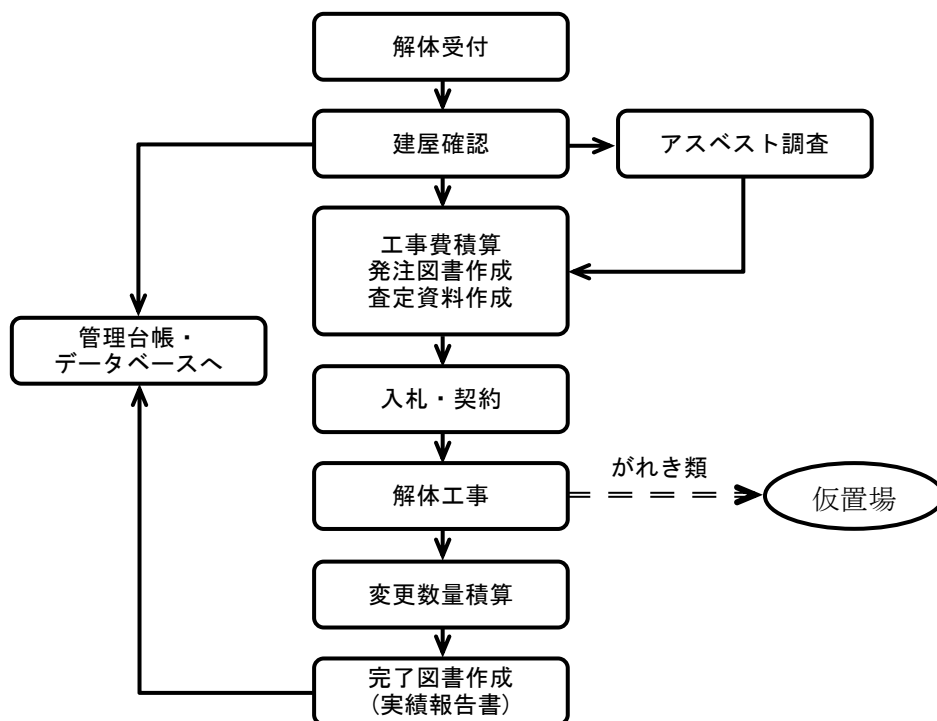 解体受付
建屋確認
アスベスト調査
工事費積算
発注図書作成
査定資料作成
管理台帳・
データベースへ
入札・契約
がれき類
解体工事
仮置場
変更数量積算
完了図書作成
(実績報告書)